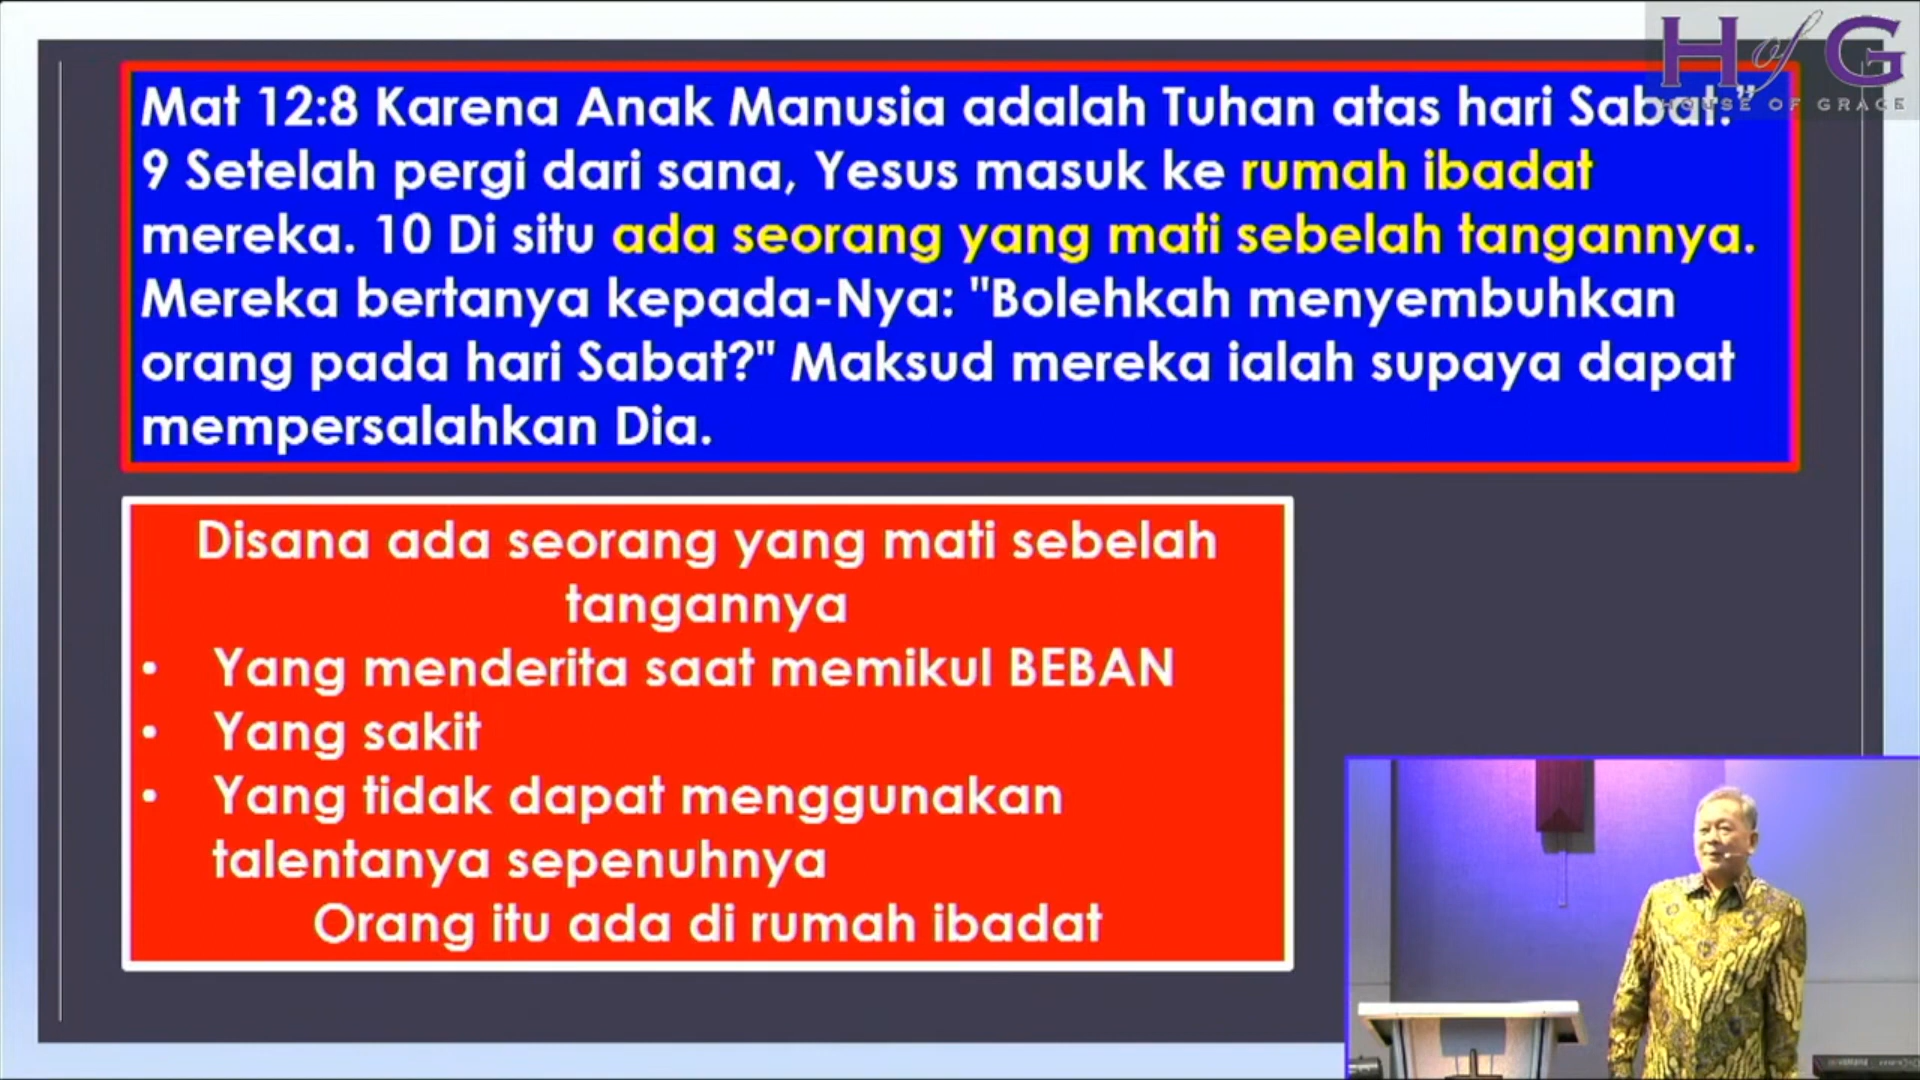 H of G
HOUSE OF GRACE
Mat 12:8 Karena Anak Manusia adalah Tuhan atas hari Sabat."
9 Setelah pergi dari sana, Yesus masuk ke rumah ibadat
mereka. 10 Di situ ada seorang yang mati sebelah tangannya.
Mereka bertanya kepada-Nya: "Bolehkah menyembuhkan
orang pada hari Sabat?" Maksud mereka ialah supaya dapat
mempersalahkan Dia.
Disana ada seorang yang mati sebelah
tangannya
• Yang menderita saat memikul BEBAN
• Yang sakit
• Yang tidak dapat menggunakan
talentanya sepenuhnya
Orang itu ada di rumah ibadat